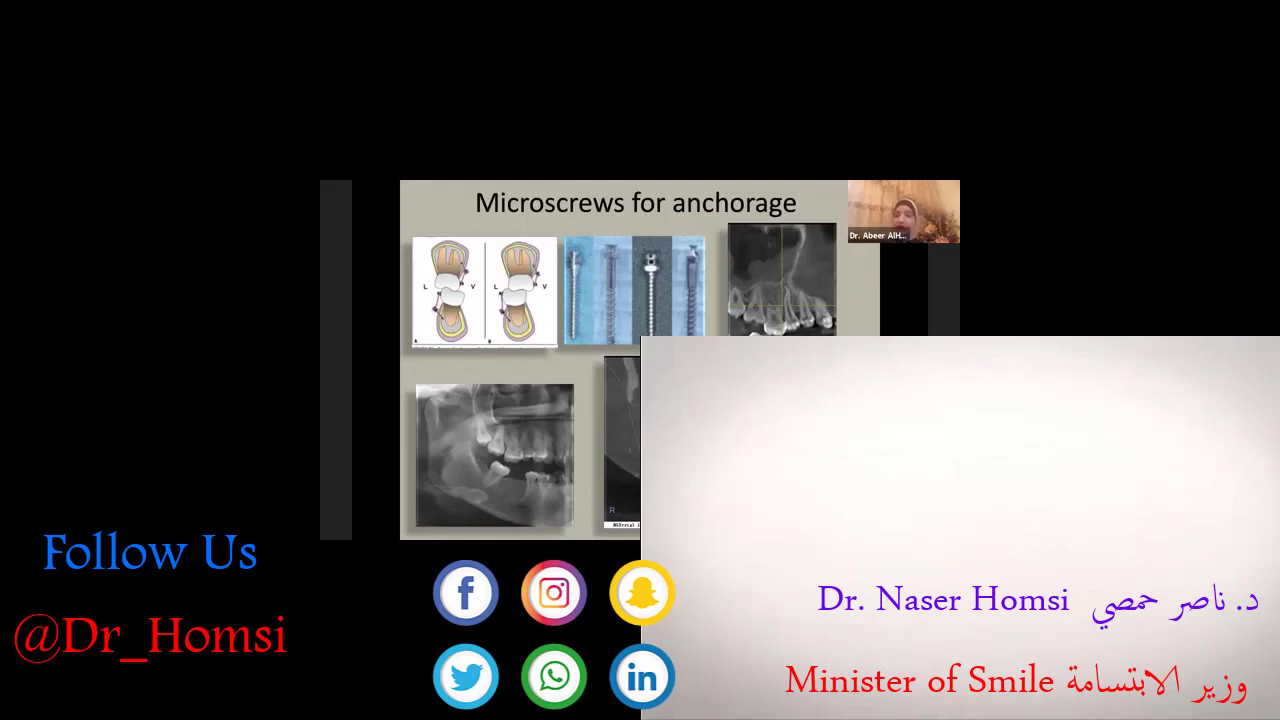 Microscrews for anchorage
Dr. Abeer AlH...
L
V
L
V
A
B
R
Follow Us
@Dr_Homsi
Dr. Naser Homsi د. ناصر حمصي
Minister of Smile وزير الابتسامة